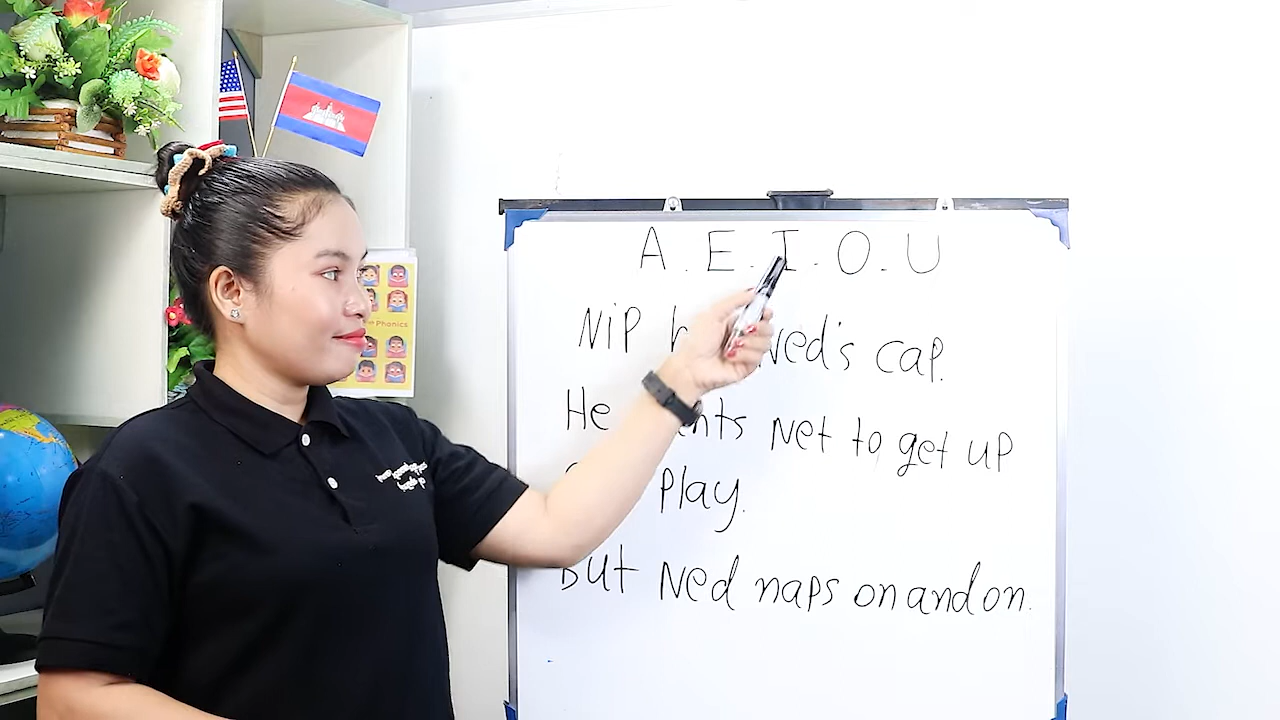 A . E . I . O . U
NiP Ned's cap.
He Net to get up
play.
But Ned naps on and on.
Phonics